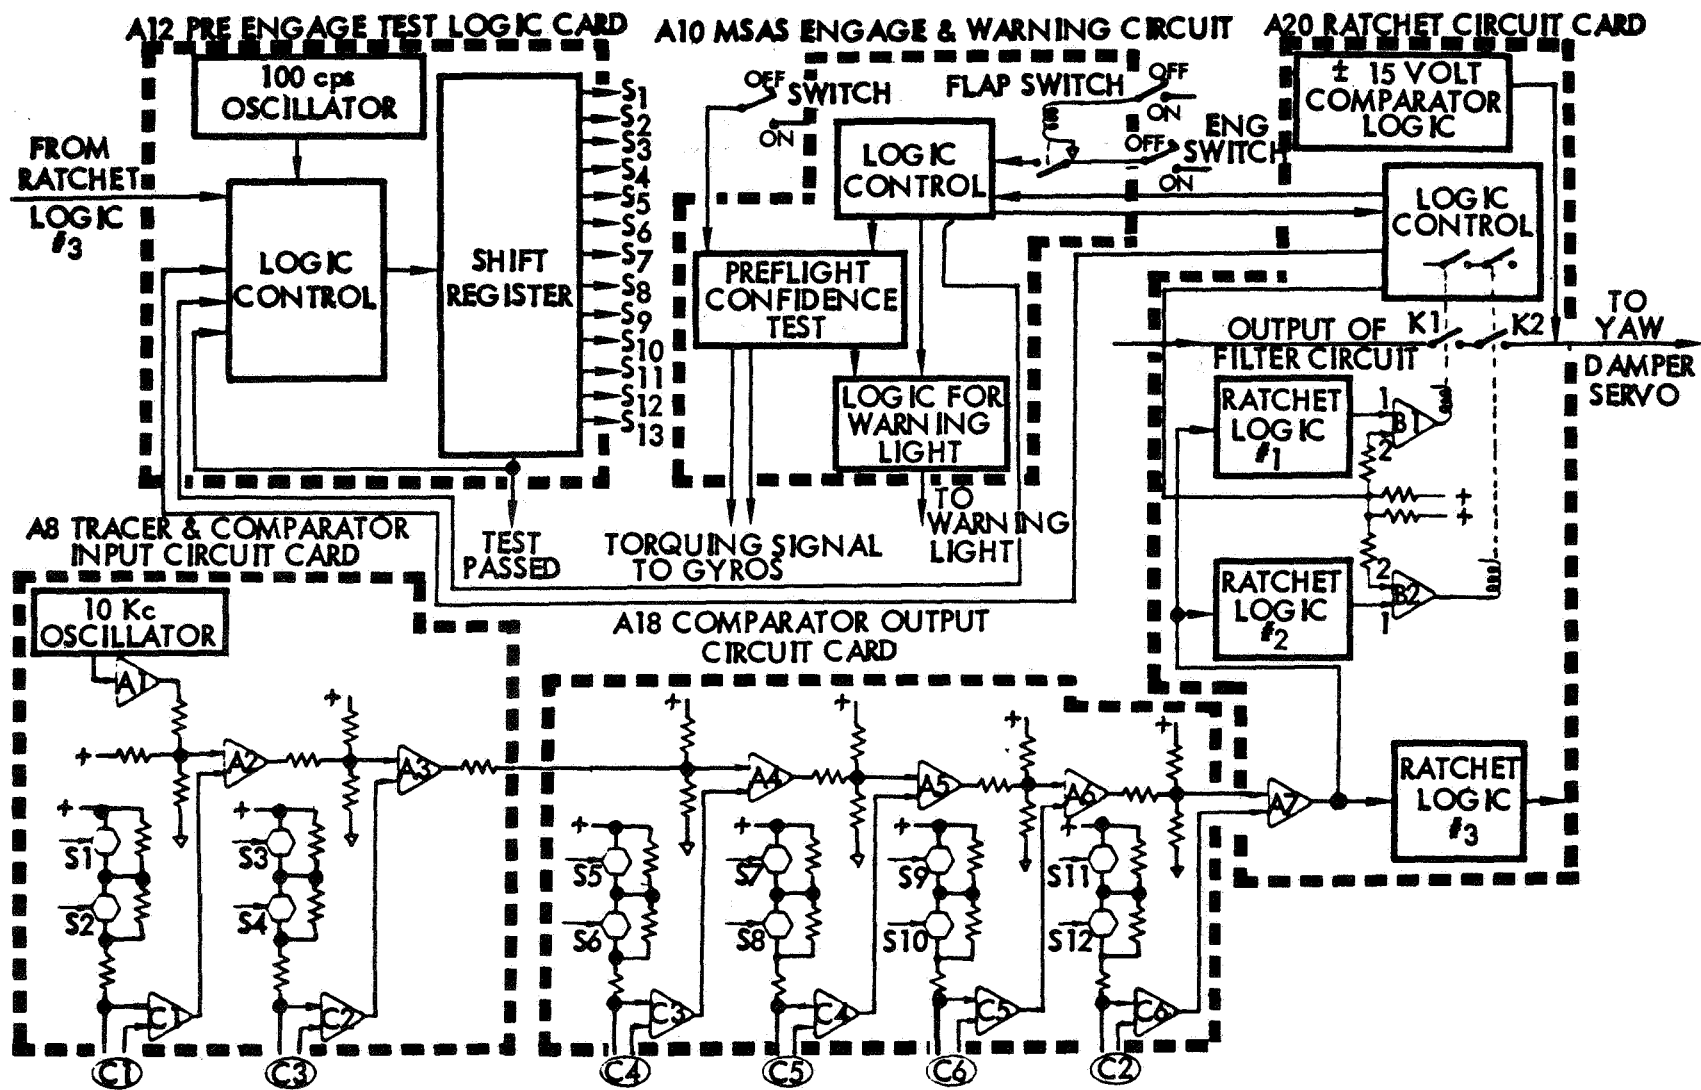 A12 PRE ENGAGE TEST LOGIC CARD
A10 MSAS ENGAGE & WARNING CIRCUIT
A20 RATCHET CIRCUIT CARD
100 cps
OSCILLATOR
FROM
RATCHET
LOGIC
#3
LOGIC
CONTROL
SHIFT
REGISTER
S1
S2
S3
S4
S5
S6
S7
S8
S9
S10
S11
S12
S13
TEST
PASSED
OFF
SWITCH
ON
FLAP SWITCH
OFF
ON
ENG
SWITCH
OFF
ON
LOGIC
CONTROL
PREFLIGHT
CONFIDENCE
TEST
LOGIC FOR
WARNING
LIGHT
TO
WARNING
LIGHT
TORQUING SIGNAL
TO GYROS
± 15 VOLT
COMPARATOR
LOGIC
LOGIC
CONTROL
OUTPUT OF
FILTER CIRCUIT
K1
K2
TO
YAW
DAMPER
SERVO
RATCHET
LOGIC
#1
1
B1
2
+
+
RATCHET
LOGIC
#2
2
B2
1
A8 TRACER & COMPARATOR
INPUT CIRCUIT CARD
10 Kc
OSCILLATOR
A1
+
A2
+
A3
+
S1
S2
+
S3
S4
C1
C2
C1
C3
A18 COMPARATOR OUTPUT
CIRCUIT CARD
+
A4
+
A5
+
A6
+
A7
RATCHET
LOGIC
#3
+
S5
S6
+
S7
S8
+
S9
S10
+
S11
S12
C3
C4
C5
C6
C4
C5
C6
C2